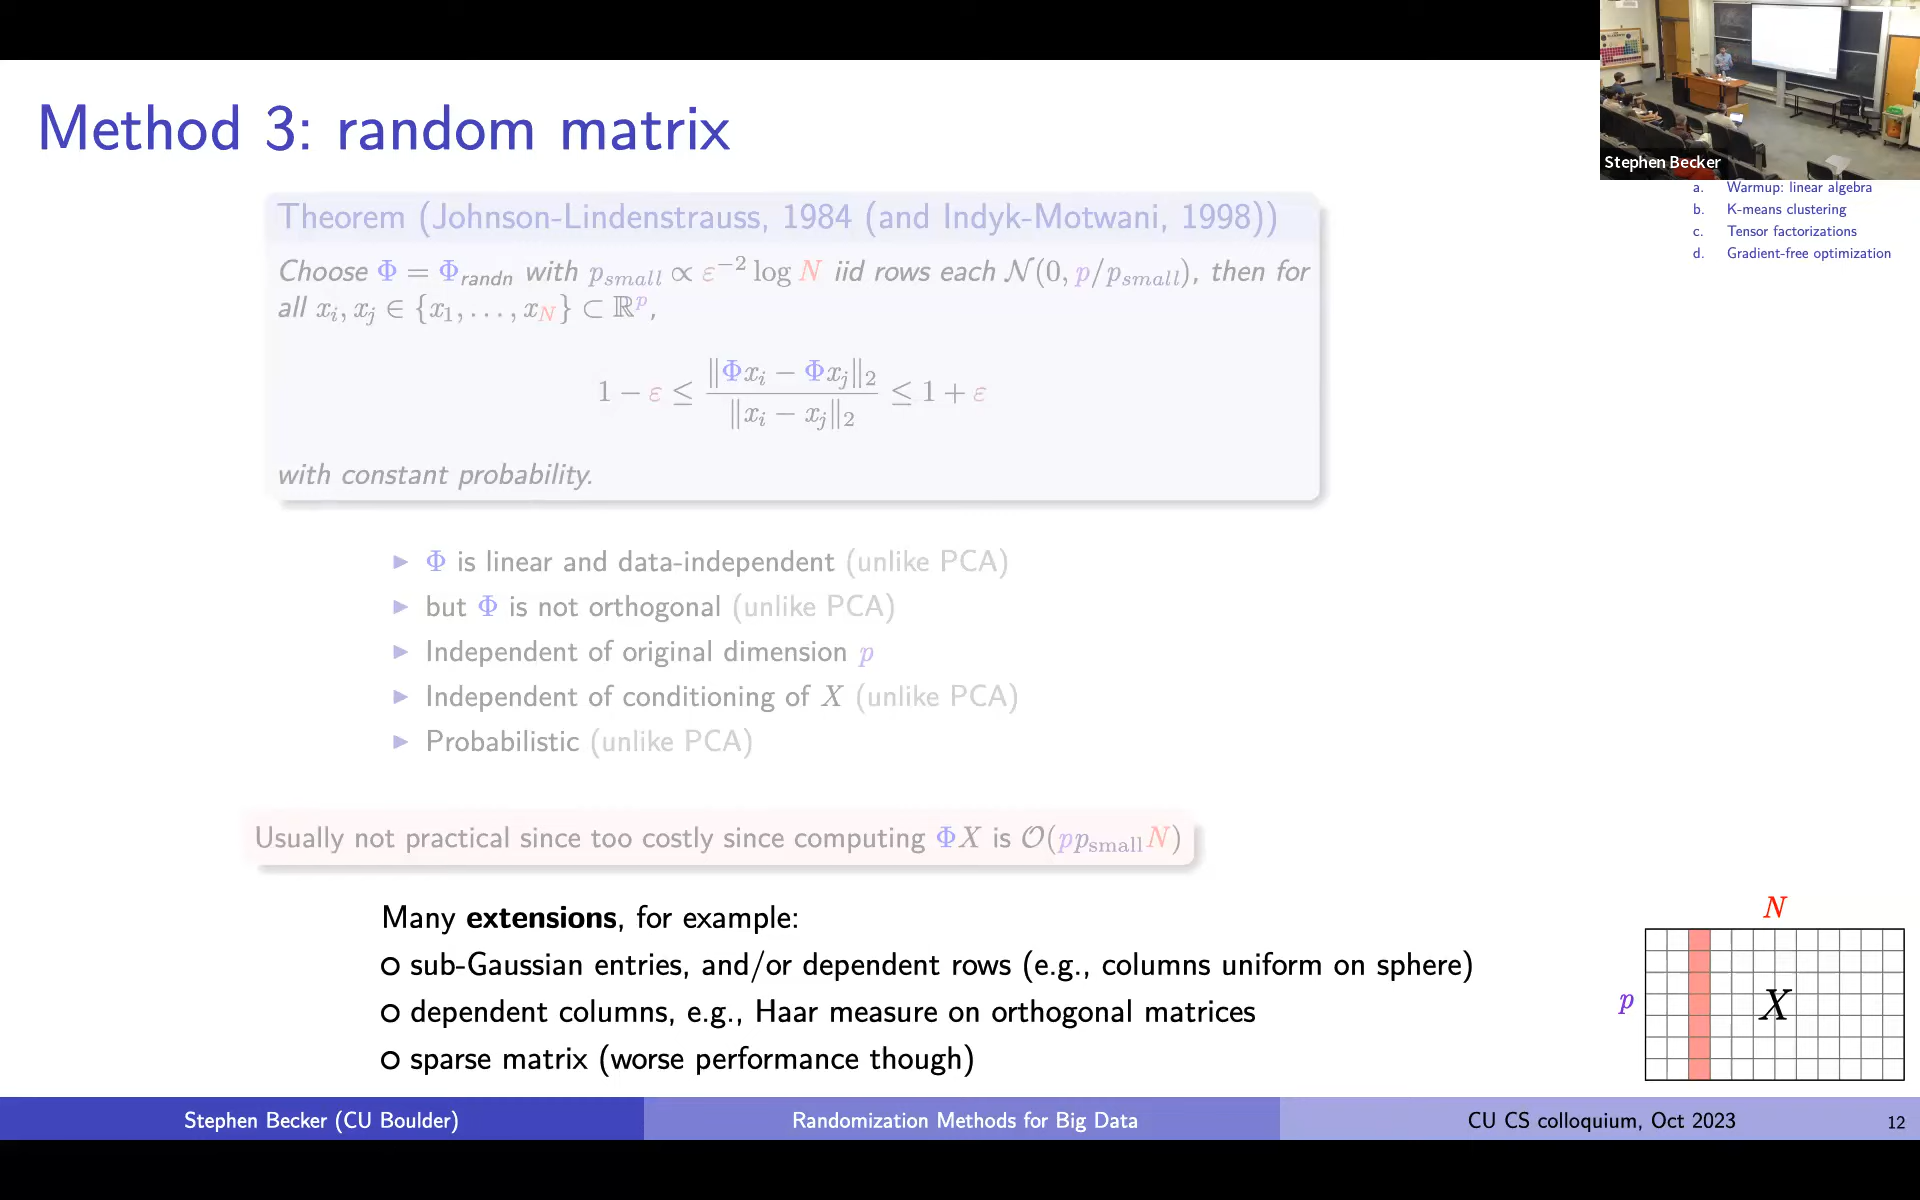 Method 3: random matrix
Stephen Becker
a. Warmup: linear algebra
b. K-means clustering
c. Tensor factorizations
d. Gradient-free optimization
Theorem (Johnson-Lindenstrauss, 1984 (and Indyk-Motwani, 1998))
Choose Φ = Φ_randn with p_small ∝ ε⁻² log N iid rows each 𝒩(0, p/p_small), then for
all x_i, x_j ∈ {x_1, ..., x_N} ⊂ ℝ^p,
1 − ε ≤ ‖Φx_i − Φx_j‖_2 / ‖x_i − x_j‖_2 ≤ 1 + ε
with constant probability.
▶ Φ is linear and data-independent (unlike PCA)
▶ but Φ is not orthogonal (unlike PCA)
▶ Independent of original dimension p
▶ Independent of conditioning of X (unlike PCA)
▶ Probabilistic (unlike PCA)
Usually not practical since too costly since computing ΦX is 𝒪(pp_small N)
Many extensions, for example:
○ sub-Gaussian entries, and/or dependent rows (e.g., columns uniform on sphere)
○ dependent columns, e.g., Haar measure on orthogonal matrices
○ sparse matrix (worse performance though)
N
p
X
Stephen Becker (CU Boulder)
Randomization Methods for Big Data
CU CS colloquium, Oct 2023
12